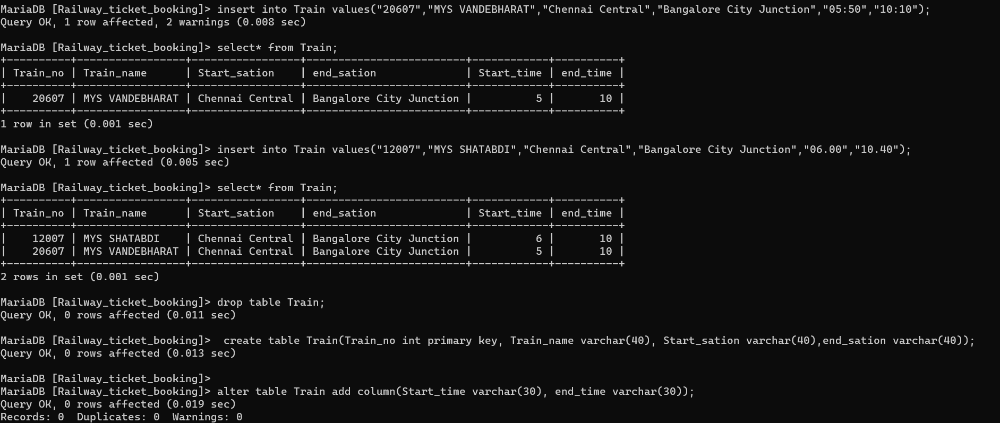 MariaDB [Railway_ticket_booking]> insert into Train values("20607","MYS VANDEBHARAT","Chennai Central","Bangalore City Junction","05:50","10:10");
Query OK, 1 row affected, 2 warnings (0.008 sec)

MariaDB [Railway_ticket_booking]> select* from Train;
+----------+-----------------+-----------------+-------------------------+------------+----------+
| Train_no | Train_name      | Start_sation    | end_sation              | Start_time | end_time |
+----------+-----------------+-----------------+-------------------------+------------+----------+
|    20607 | MYS VANDEBHARAT | Chennai Central | Bangalore City Junction |          5 |       10 |
+----------+-----------------+-----------------+-------------------------+------------+----------+
1 row in set (0.001 sec)

MariaDB [Railway_ticket_booking]> insert into Train values("12007","MYS SHATABDI","Chennai Central","Bangalore City Junction","06.00","10.40");
Query OK, 1 row affected (0.005 sec)

MariaDB [Railway_ticket_booking]> select* from Train;
+----------+-----------------+-----------------+-------------------------+------------+----------+
| Train_no | Train_name      | Start_sation    | end_sation              | Start_time | end_time |
+----------+-----------------+-----------------+-------------------------+------------+----------+
|    12007 | MYS SHATABDI    | Chennai Central | Bangalore City Junction |          6 |       10 |
|    20607 | MYS VANDEBHARAT | Chennai Central | Bangalore City Junction |          5 |       10 |
+----------+-----------------+-----------------+-------------------------+------------+----------+
2 rows in set (0.001 sec)

MariaDB [Railway_ticket_booking]> drop table Train;
Query OK, 0 rows affected (0.011 sec)

MariaDB [Railway_ticket_booking]>  create table Train(Train_no int primary key, Train_name varchar(40), Start_sation varchar(40),end_sation varchar(40));
Query OK, 0 rows affected (0.013 sec)

MariaDB [Railway_ticket_booking]>
MariaDB [Railway_ticket_booking]> alter table Train add column(Start_time varchar(30), end_time varchar(30));
Query OK, 0 rows affected (0.019 sec)
Records: 0  Duplicates: 0  Warnings: 0